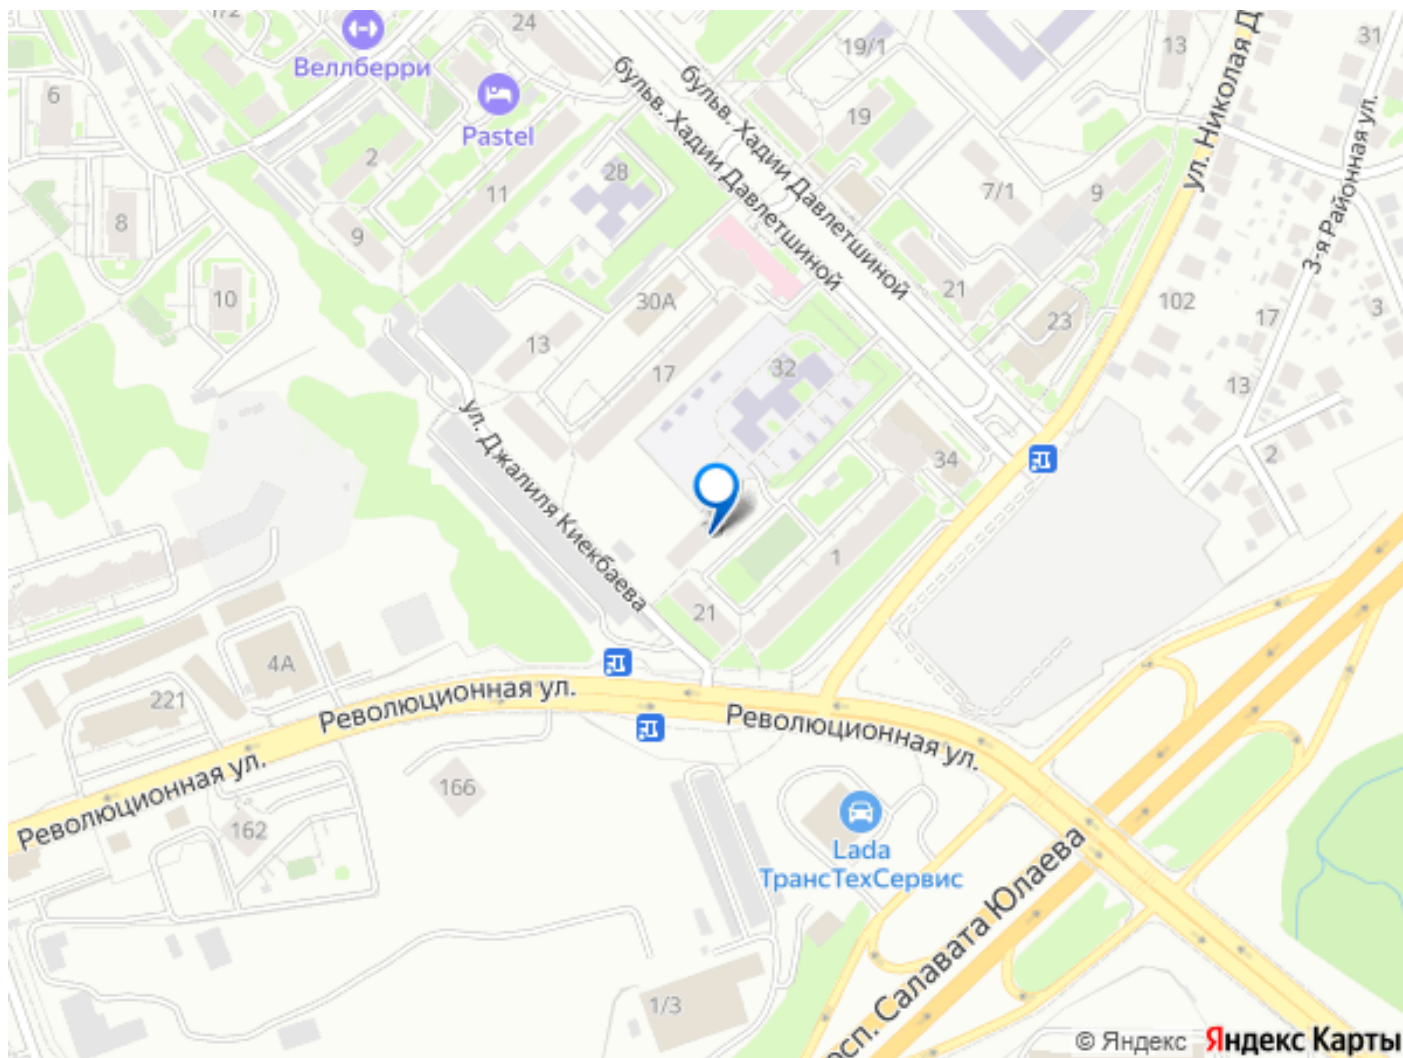 24
19/1
13
31
ул. Николая Д
Веллберри
6
бульв. Хадии Давлетшиной
бульв. Хадии Давлетшиной
Pastel
19
3-я Районная ул.
2
28
11
7/1
9
8
9
10
30А
21
102
23
17
3
13
17
32
13
ул. Джалиля Киекбаева
34
2
1
21
4А
221
Революционная ул.
Революционная ул.
Революционная ул.
166
162
Lada
ТрансТехСервис
осп. Салавата Юлаева
1/3
© Яндекс Яндекс Карты